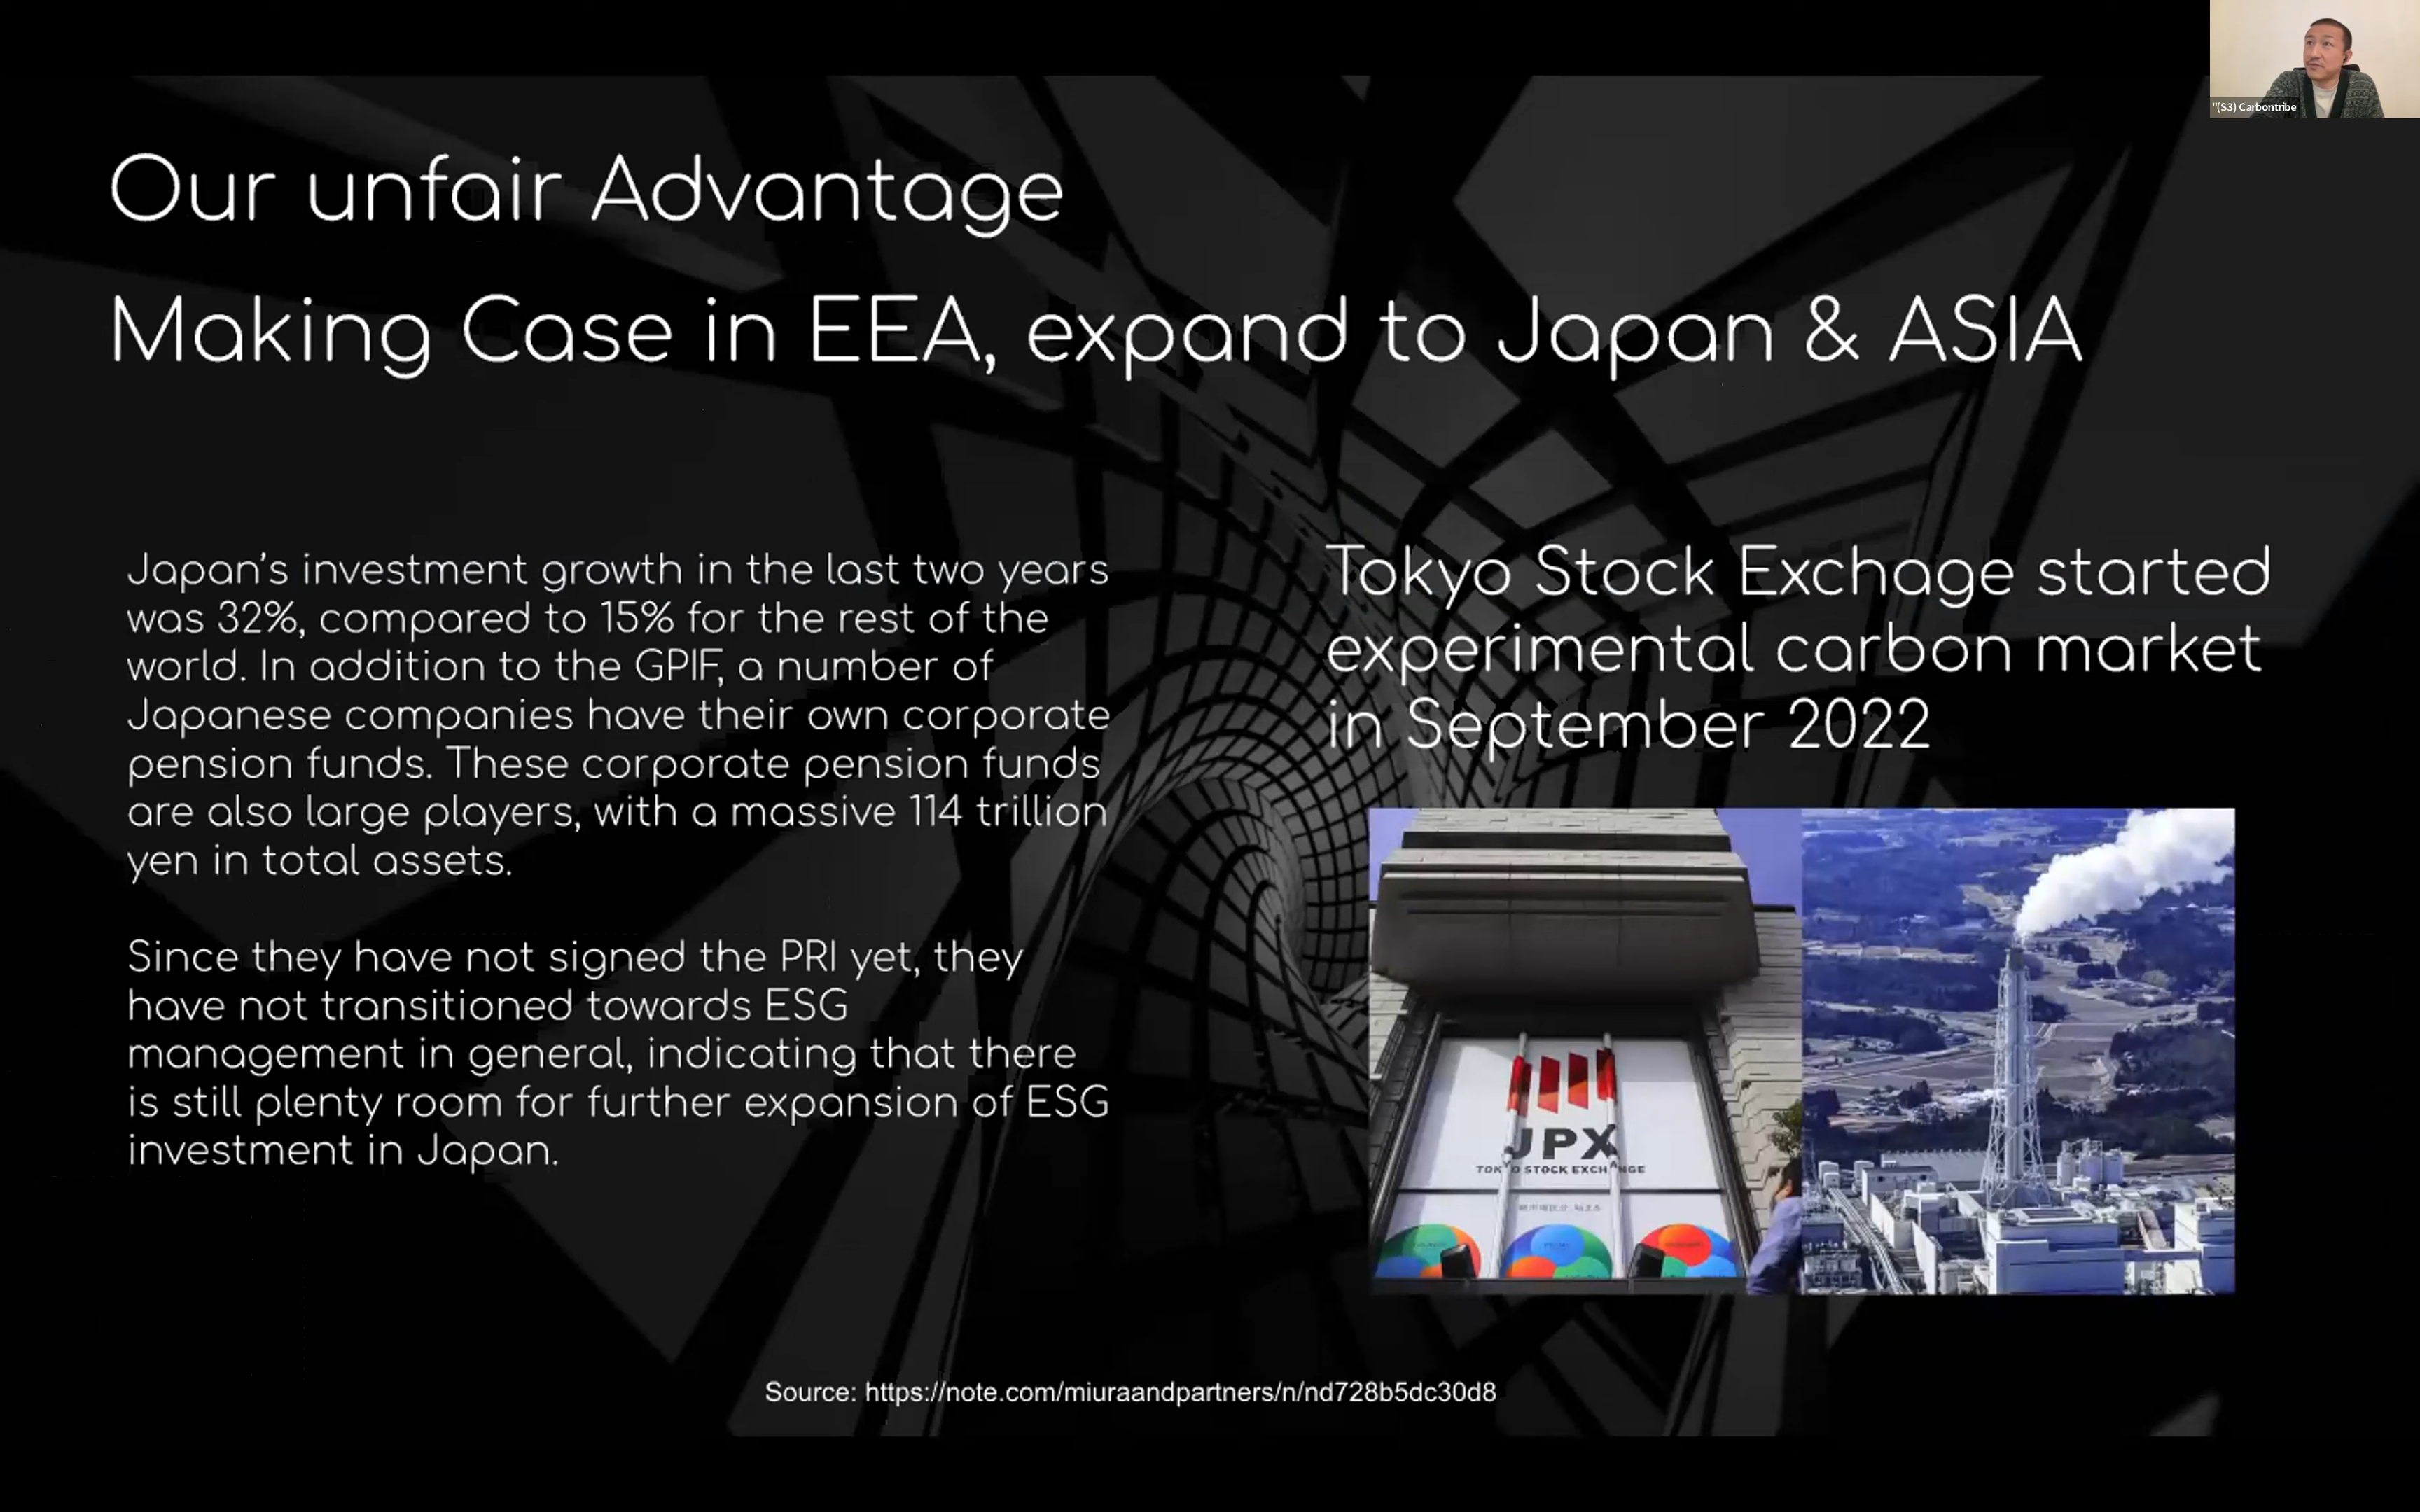 "(S3) Carbontribe
Our unfair Advantage
Making Case in EEA, expand to Japan & ASIA
Japan's investment growth in the last two years
was 32%, compared to 15% for the rest of the
world. In addition to the GPIF, a number of
Japanese companies have their own corporate
pension funds. These corporate pension funds
are also large players, with a massive 114 trillion
yen in total assets.
Since they have not signed the PRI yet, they
have not transitioned towards ESG
management in general, indicating that there
is still plenty room for further expansion of ESG
investment in Japan.
Tokyo Stock Exchage started
experimental carbon market
in September 2022
JPX
TOKYO STOCK EXCHANGE
Source: https://note.com/miuraandpartners/n/nd728b5dc30d8